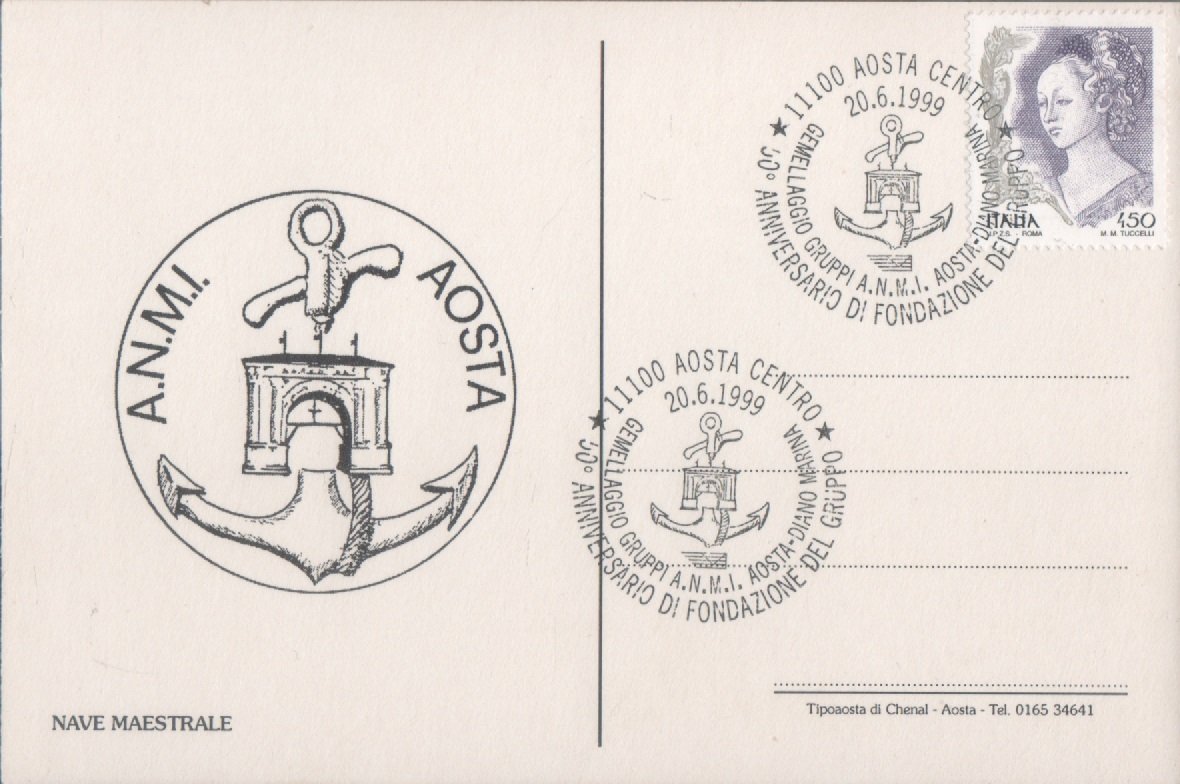 A.N.M.I. AOSTA
NAVE MAESTRALE
★ 11100 AOSTA CENTRO ★
20.6.1999
GEMELLAGGIO GRUPPI A.N.M.I. AOSTA-DIANO MARINA
50° ANNIVERSARIO DI FONDAZIONE DEL GRUPPO
ITALIA 450
I.P.Z.S. - ROMA M. M. TUCCELLI
★ 11100 AOSTA CENTRO ★
20.6.1999
GEMELLAGGIO GRUPPI A.N.M.I. AOSTA-DIANO MARINA
50° ANNIVERSARIO DI FONDAZIONE DEL GRUPPO
Tipoaosta di Chenal - Aosta - Tel. 0165 34641